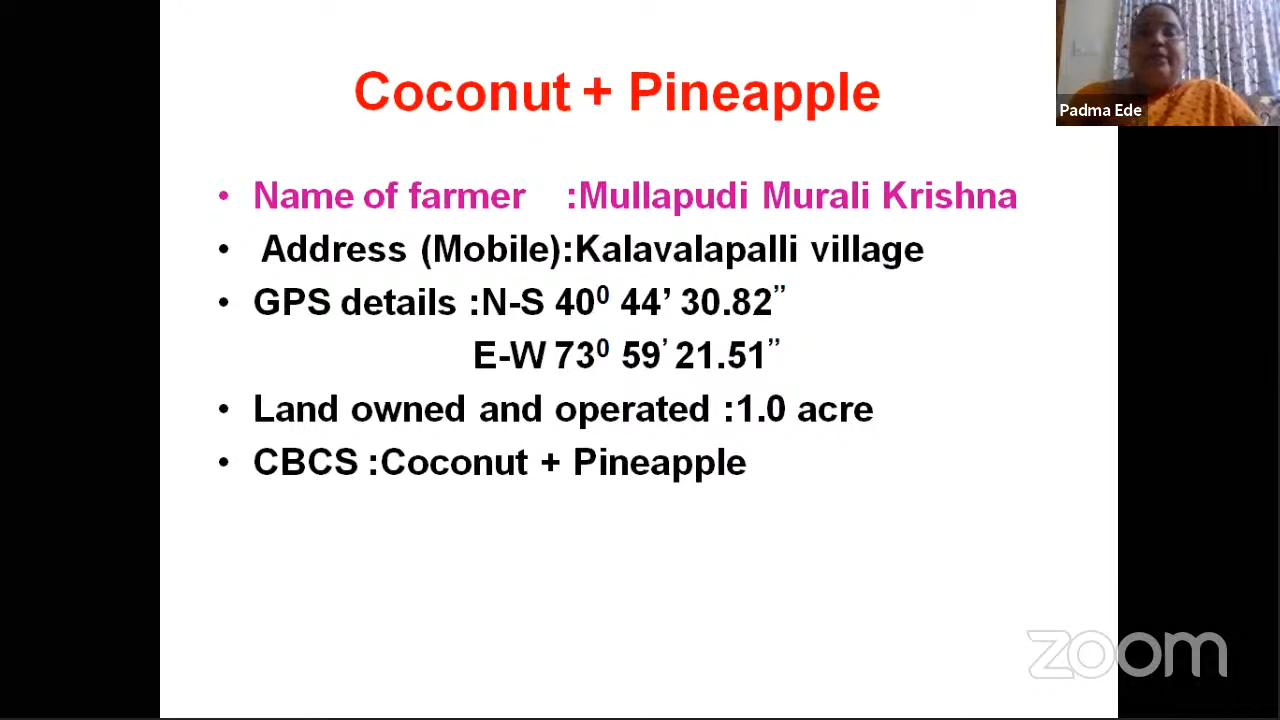 Coconut + Pineapple
Padma Ede
• Name of farmer :Mullapudi Murali Krishna
• Address (Mobile):Kalavalapalli village
• GPS details :N-S 40⁰ 44’ 30.82”
E-W 73⁰ 59’ 21.51”
• Land owned and operated :1.0 acre
• CBCS :Coconut + Pineapple
zoom